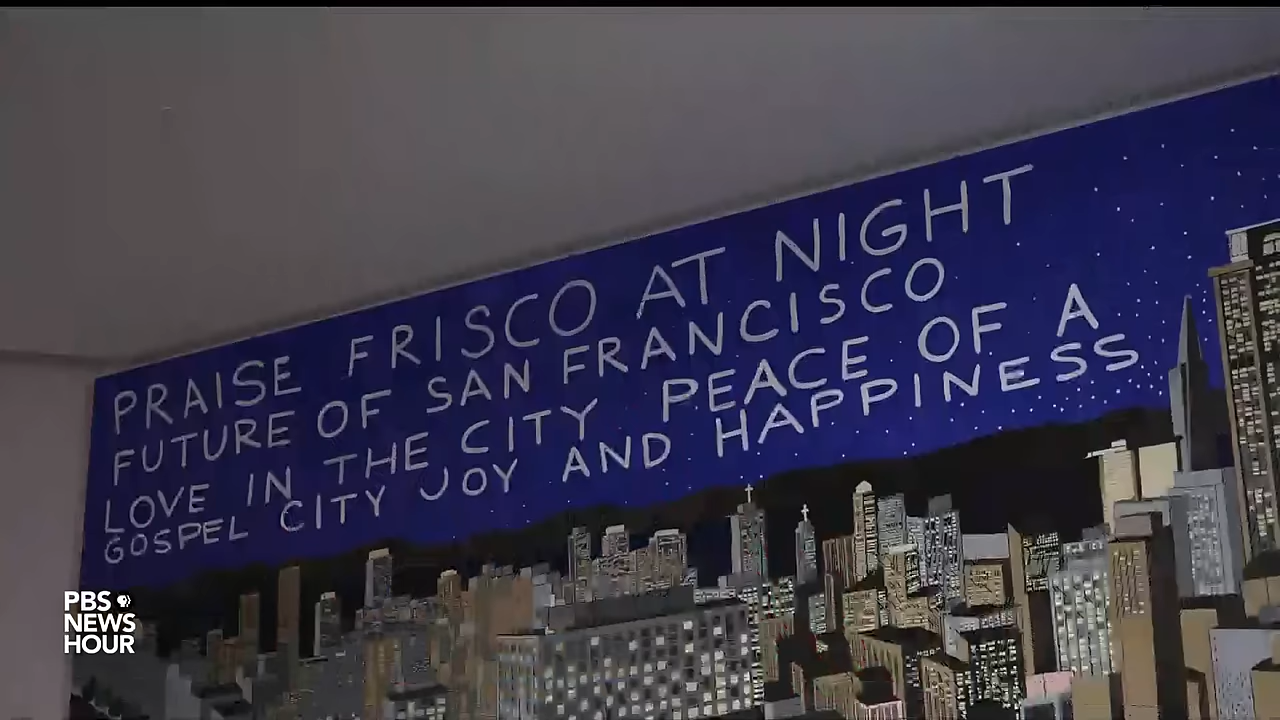 PRAISE FRISCO AT NIGHT
FUTURE OF SAN FRANCISCO
LOVE IN THE CITY PEACE OF A
GOSPEL CITY JOY AND HAPPINESS
PBS
NEWS
HOUR